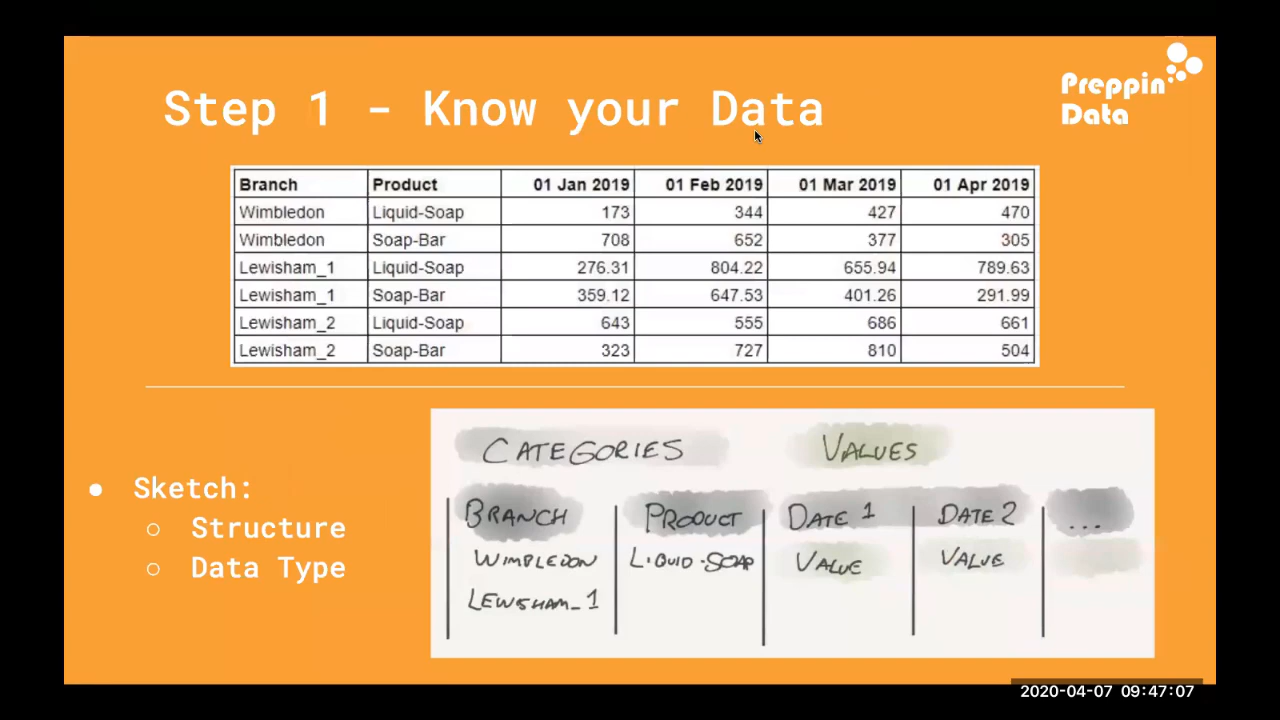 Step 1 - Know your Data
Preppin
Data
Branch Product 01 Jan 2019 01 Feb 2019 01 Mar 2019 01 Apr 2019
Wimbledon Liquid-Soap 173 344 427 470
Wimbledon Soap-Bar 708 652 377 305
Lewisham_1 Liquid-Soap 276.31 804.22 655.94 789.63
Lewisham_1 Soap-Bar 359.12 647.53 401.26 291.99
Lewisham_2 Liquid-Soap 643 555 686 661
Lewisham_2 Soap-Bar 323 727 810 504
● Sketch:
○ Structure
○ Data Type
CATEGORIES VALUES
BRANCH PRODUCT DATE 1 DATE 2 ...
WIMBLEDON LIQUID-SOAP VALUE VALUE
LEWISHAM_1
2020-04-07 09:47:07